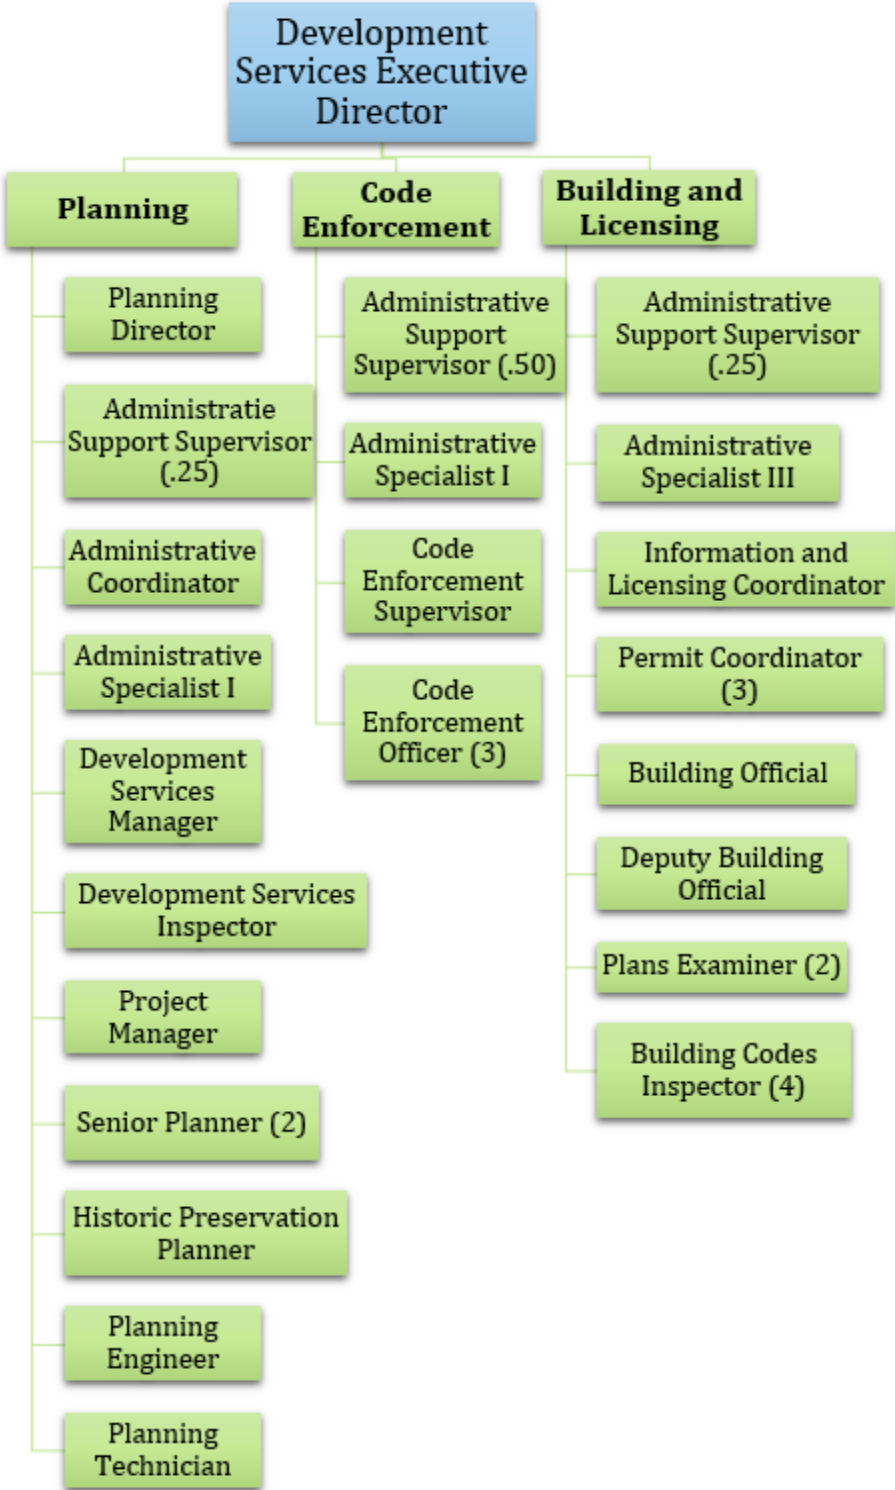 Development
Services Executive
Director
Planning
Planning
Director
Administratie
Support Supervisor
(.25)
Administrative
Coordinator
Administrative
Specialist I
Development
Services
Manager
Development Services
Inspector
Project
Manager
Senior Planner (2)
Historic Preservation
Planner
Planning
Engineer
Planning
Technician
Code
Enforcement
Administrative
Support
Supervisor (.50)
Administrative
Specialist I
Code
Enforcement
Supervisor
Code
Enforcement
Officer (3)
Building and
Licensing
Administrative
Support Supervisor
(.25)
Administrative
Specialist III
Information and
Licensing Coordinator
Permit Coordinator
(3)
Building Official
Deputy Building
Official
Plans Examiner (2)
Building Codes
Inspector (4)